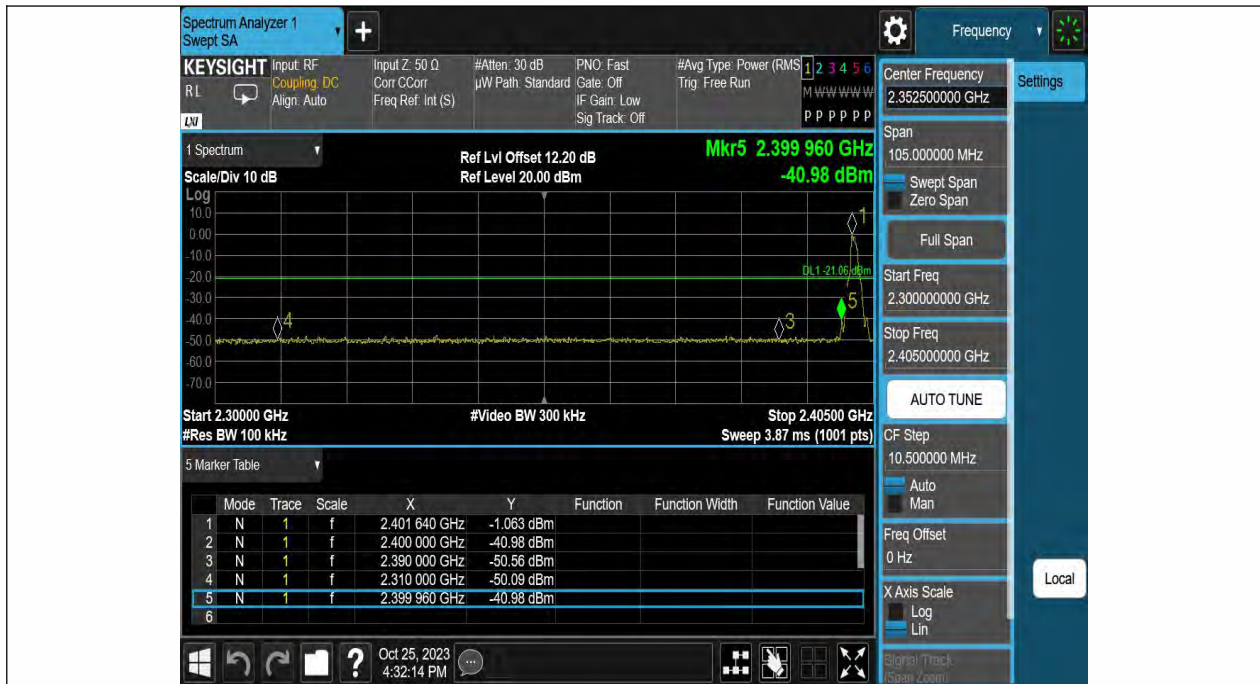 Spectrum Analyzer 1
Swept SA
+
Frequency
KEYSIGHT
RL
LXI
Input: RF
Coupling: DC
Align: Auto
Input Z: 50 Ω
Corr CCorr
Freq Ref: Int (S)
#Atten: 30 dB
µW Path: Standard
PNO: Fast
Gate: Off
IF Gain: Low
Sig Track: Off
#Avg Type: Power (RMS
Trig: Free Run
1 2 3 4 5 6
M W W W W W
P P P P P P
1 Spectrum
Scale/Div 10 dB
Ref Lvl Offset 12.20 dB
Ref Level 20.00 dBm
Mkr5 2.399 960 GHz
-40.98 dBm
Log
10.0
0.00
-10.0
-20.0
-30.0
-40.0
-50.0
-60.0
-70.0
1
DL1 -21.06 dBm
5
4
3
Start 2.30000 GHz
#Video BW 300 kHz
Stop 2.40500 GHz
#Res BW 100 kHz
Sweep 3.87 ms (1001 pts)
5 Marker Table
Mode Trace Scale X Y Function Function Width Function Value
1 N 1 f 2.401 640 GHz -1.063 dBm
2 N 1 f 2.400 000 GHz -40.98 dBm
3 N 1 f 2.390 000 GHz -50.56 dBm
4 N 1 f 2.310 000 GHz -50.09 dBm
5 N 1 f 2.399 960 GHz -40.98 dBm
6
Center Frequency
2.352500000 GHz
Settings
Span
105.000000 MHz
Swept Span
Zero Span
Full Span
Start Freq
2.300000000 GHz
Stop Freq
2.405000000 GHz
AUTO TUNE
CF Step
10.500000 MHz
Auto
Man
Freq Offset
0 Hz
X Axis Scale
Log
Lin
Signal Track
(Span Zoom)
Local
?
Oct 25, 2023
4:32:14 PM